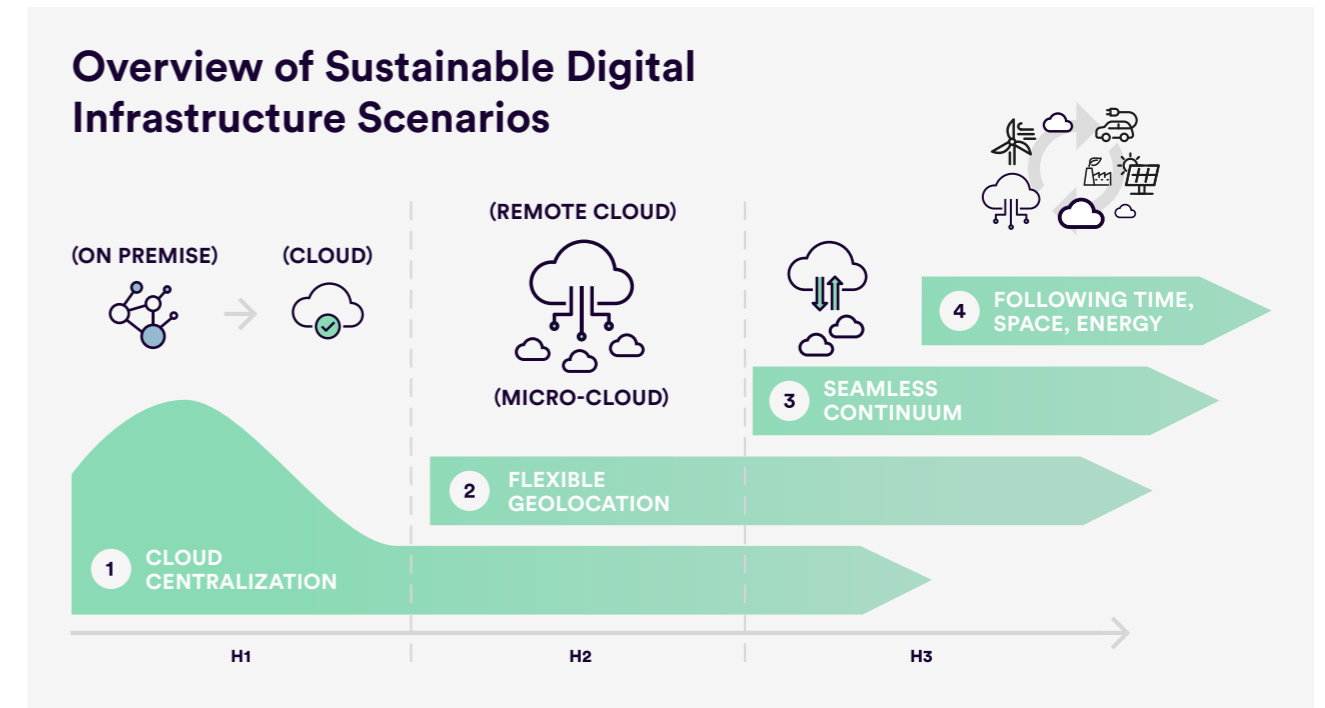 Overview of Sustainable Digital
Infrastructure Scenarios
(ON PREMISE)
(CLOUD)
(REMOTE CLOUD)
(MICRO-CLOUD)
4
FOLLOWING TIME,
SPACE, ENERGY
3
SEAMLESS
CONTINUUM
2
FLEXIBLE
GEOLOCATION
1
CLOUD
CENTRALIZATION
H1
H2
H3